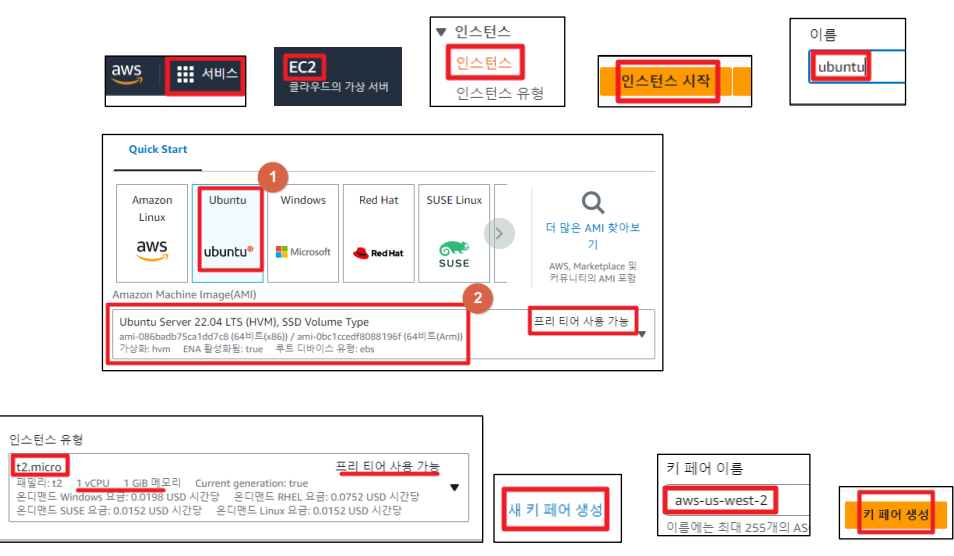 aws
서비스
EC2
클라우드의 가상 서버
▼ 인스턴스
인스턴스
인스턴스 유형
인스턴스 시작
이름
ubuntu
Quick Start
1
Amazon Linux
aws
Ubuntu
ubuntu®
Windows
Microsoft
Red Hat
Red Hat
SUSE Linux
SUSE
더 많은 AMI 찾아보
기
AWS, Marketplace 및
커뮤니티의 AMI 포함
Amazon Machine Image(AMI)
2
Ubuntu Server 22.04 LTS (HVM), SSD Volume Type
프리 티어 사용 가능
ami-086badb75ca1dd7c8 (64비트(x86)) / ami-0bc1ccedf8088196f (64비트(Arm))
가상화: hvm ENA 활성화됨: true 루트 디바이스 유형: ebs
인스턴스 유형
t2.micro
프리 티어 사용 가능
패밀리: t2 1 vCPU 1 GiB 메모리 Current generation: true
온디맨드 Windows 요금: 0.0198 USD 시간당 온디맨드 RHEL 요금: 0.0752 USD 시간당
온디맨드 SUSE 요금: 0.0152 USD 시간당 온디맨드 Linux 요금: 0.0152 USD 시간당
새 키 페어 생성
키 페어 이름
aws-us-west-2
이름에는 최대 255개의 AS
키 페어 생성